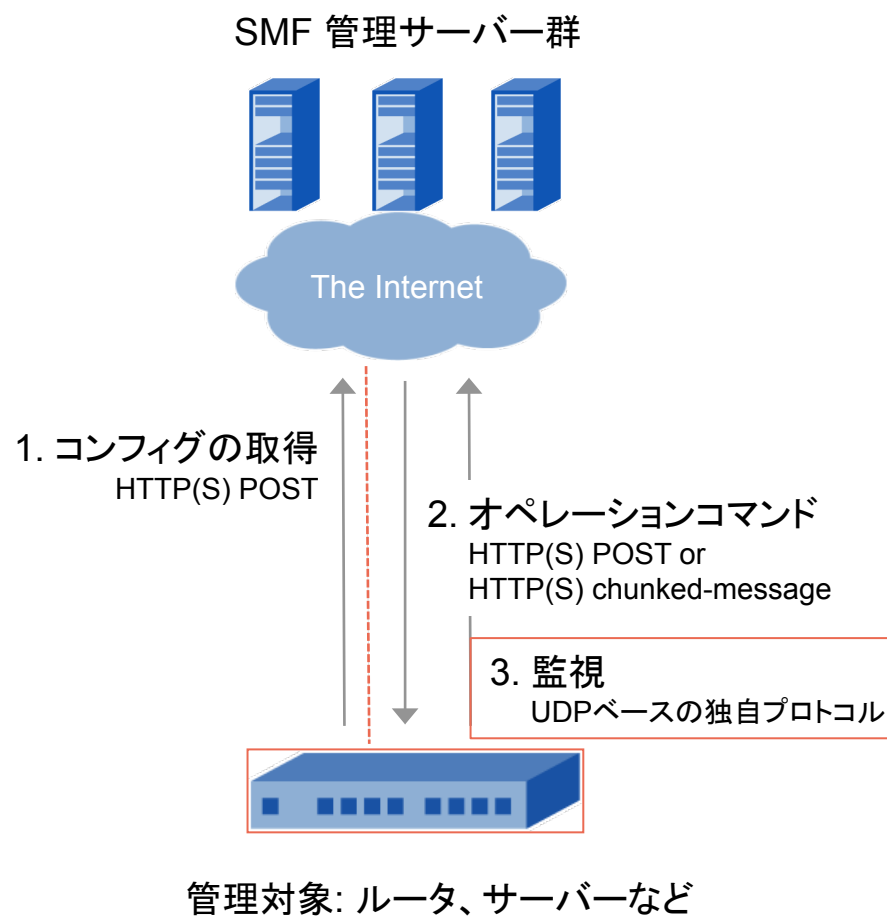 SMF 管理サーバー群
The Internet
1. コンフィグの取得
HTTP(S) POST
2. オペレーションコマンド
HTTP(S) POST or
HTTP(S) chunked-message
3. 監視
UDPベースの独自プロトコル
管理対象: ルータ、サーバーなど